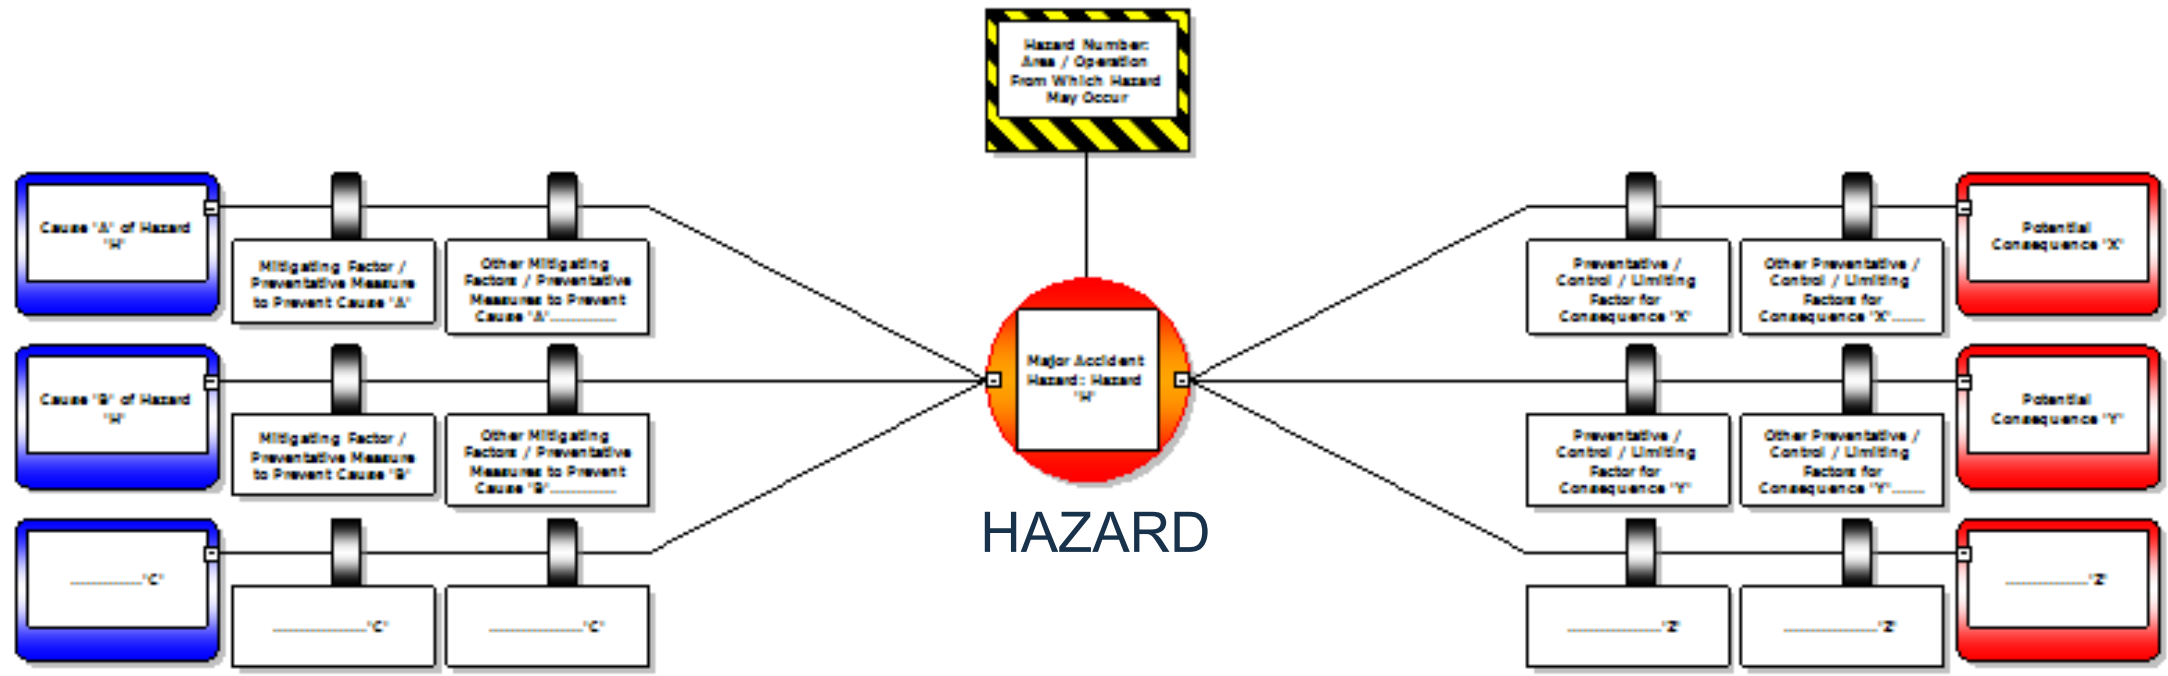 Hazard Number:
Area / Operation
From Which Hazard
May Occur
Cause 'A' of Hazard
'H'
Mitigating Factor /
Preventative Measure
to Prevent Cause 'A'
Other Mitigating
Factors / Preventative
Measures to Prevent
Cause 'A'..................
Preventative /
Control / Limiting
Factor for
Consequence 'X'
Other Preventative /
Control / Limiting
Factors for
Consequence 'X'.........
Potential
Consequence 'X'
Cause 'B' of Hazard
'H'
Mitigating Factor /
Preventative Measure
to Prevent Cause 'B'
Other Mitigating
Factors / Preventative
Measures to Prevent
Cause 'B'..................
Major Accident
Hazard: Hazard
'H'
Preventative /
Control / Limiting
Factor for
Consequence 'Y'
Other Preventative /
Control / Limiting
Factors for
Consequence 'Y'.........
Potential
Consequence 'Y'
HAZARD
....................'C'
..........................'C'
..........................'C'
..........................'Z'
..........................'Z'
.......................'Z'